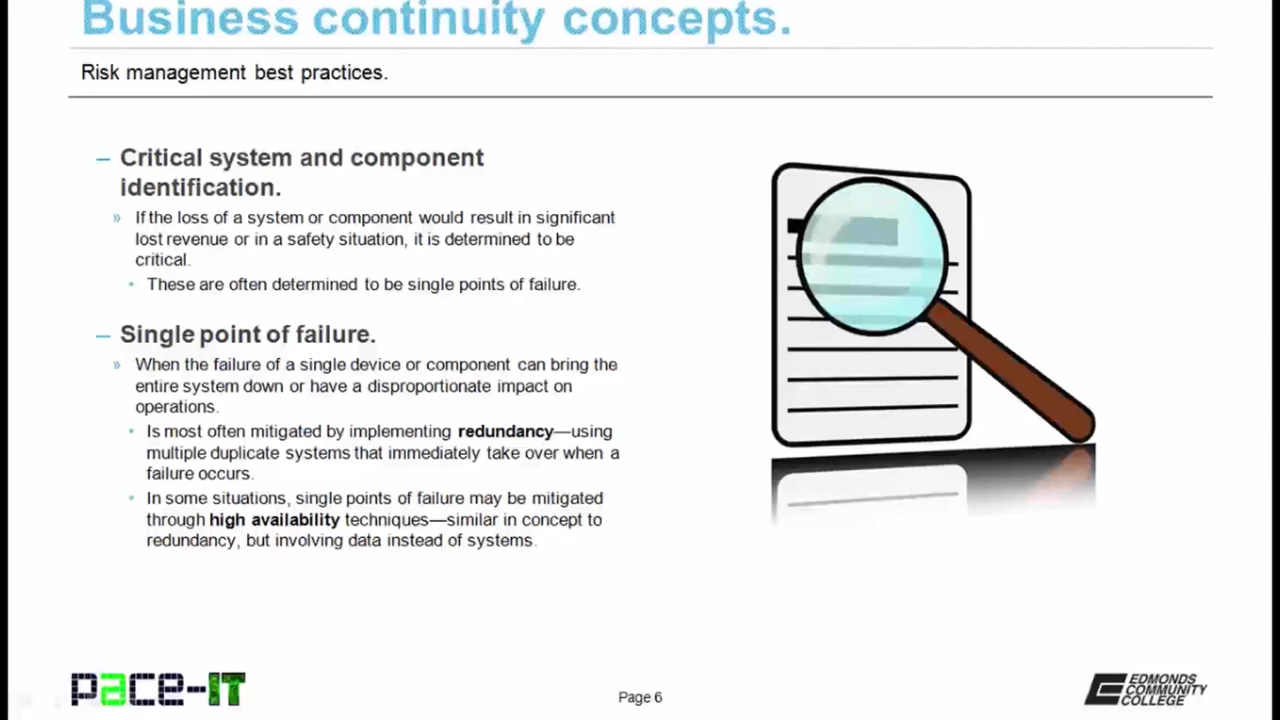 Business continuity concepts.
Risk management best practices.
– Critical system and component
identification.
» If the loss of a system or component would result in significant
lost revenue or in a safety situation, it is determined to be
critical.
• These are often determined to be single points of failure.
– Single point of failure.
» When the failure of a single device or component can bring the
entire system down or have a disproportionate impact on
operations.
• Is most often mitigated by implementing redundancy—using
multiple duplicate systems that immediately take over when a
failure occurs.
• In some situations, single points of failure may be mitigated
through high availability techniques—similar in concept to
redundancy, but involving data instead of systems.
pace-IT
Page 6
EDMONDS
COMMUNITY
COLLEGE